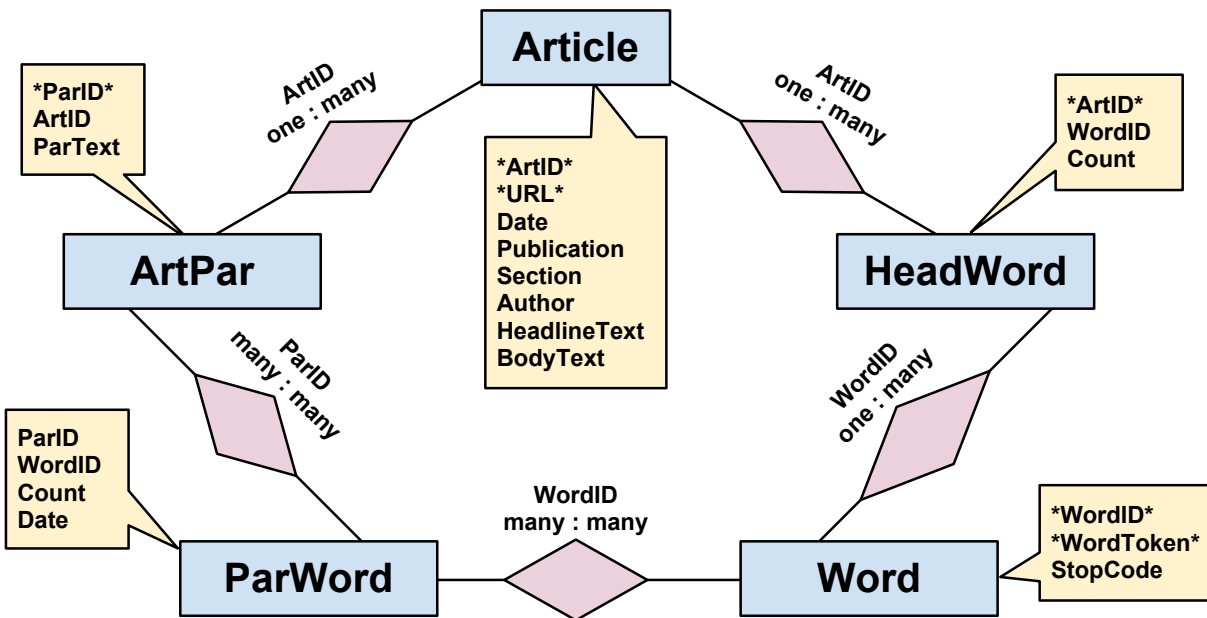 Article
ArtID
one : many
ArtID
one : many
*ParID*
ArtID
ParText
*ArtID*
WordID
Count
*ArtID*
*URL*
Date
Publication
Section
Author
HeadlineText
BodyText
ArtPar
HeadWord
ParID
many : many
WordID
one : many
ParID
WordID
Count
Date
WordID
many : many
*WordID*
*WordToken*
StopCode
ParWord
Word